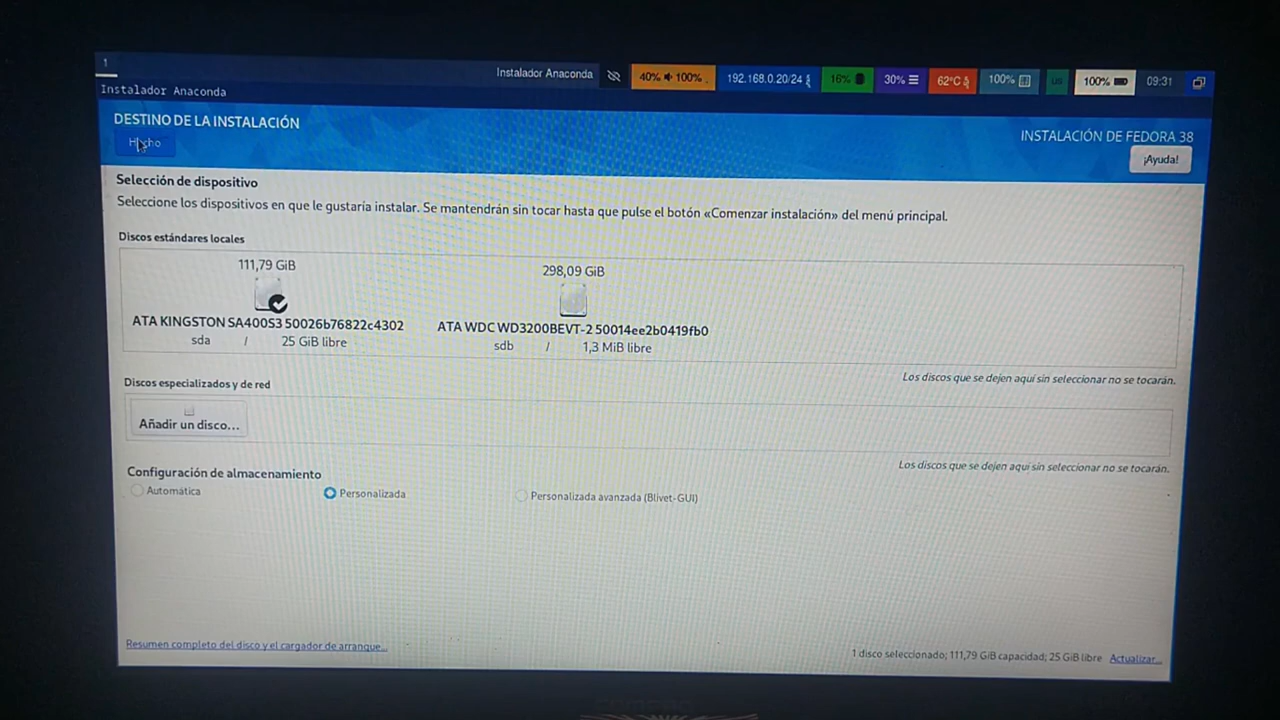 1
Instalador Anaconda
40% 100%
192.168.0.20/24
16%
30%
62°C
100%
us
100%
09:31
Instalador Anaconda
DESTINO DE LA INSTALACIÓN
INSTALACIÓN DE FEDORA 38
Hecho
¡Ayuda!
Selección de dispositivo
Seleccione los dispositivos en que le gustaría instalar. Se mantendrán sin tocar hasta que pulse el botón «Comenzar instalación» del menú principal.
Discos estándares locales
111,79 GiB
ATA KINGSTON SA400S3 50026b76822c4302
sda / 25 GiB libre
298,09 GiB
ATA WDC WD3200BEVT-2 50014ee2b0419fb0
sdb / 1,3 MiB libre
Los discos que se dejen aquí sin seleccionar no se tocarán.
Discos especializados y de red
Añadir un disco...
Los discos que se dejen aquí sin seleccionar no se tocarán.
Configuración de almacenamiento
Automática
Personalizada
Personalizada avanzada (Blivet-GUI)
Resumen completo del disco y el cargador de arranque...
1 disco seleccionado; 111,79 GiB capacidad; 25 GiB libre Actualizar...